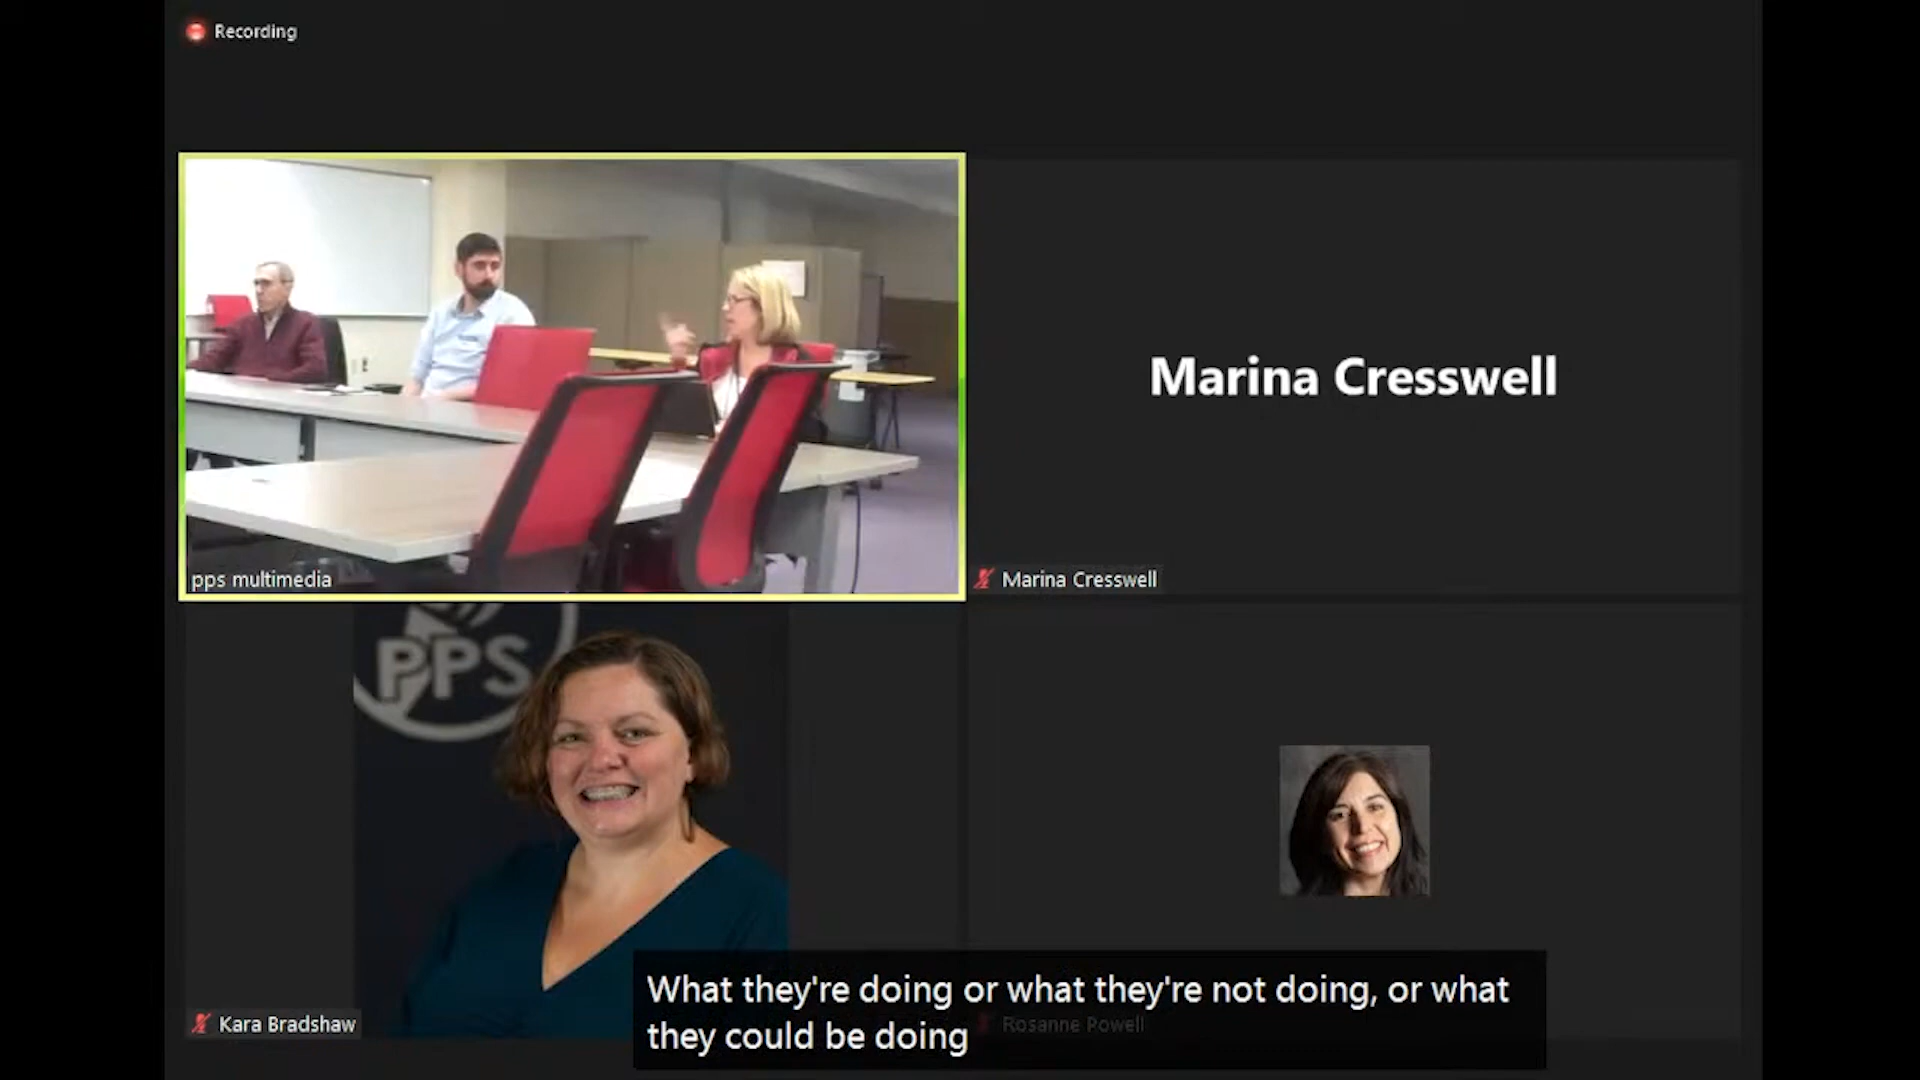 Recording
Marina Cresswell
pps multimedia
Marina Cresswell
PPS
Kara Bradshaw
Rosanne Powell
What they're doing or what they're not doing, or what
they could be doing